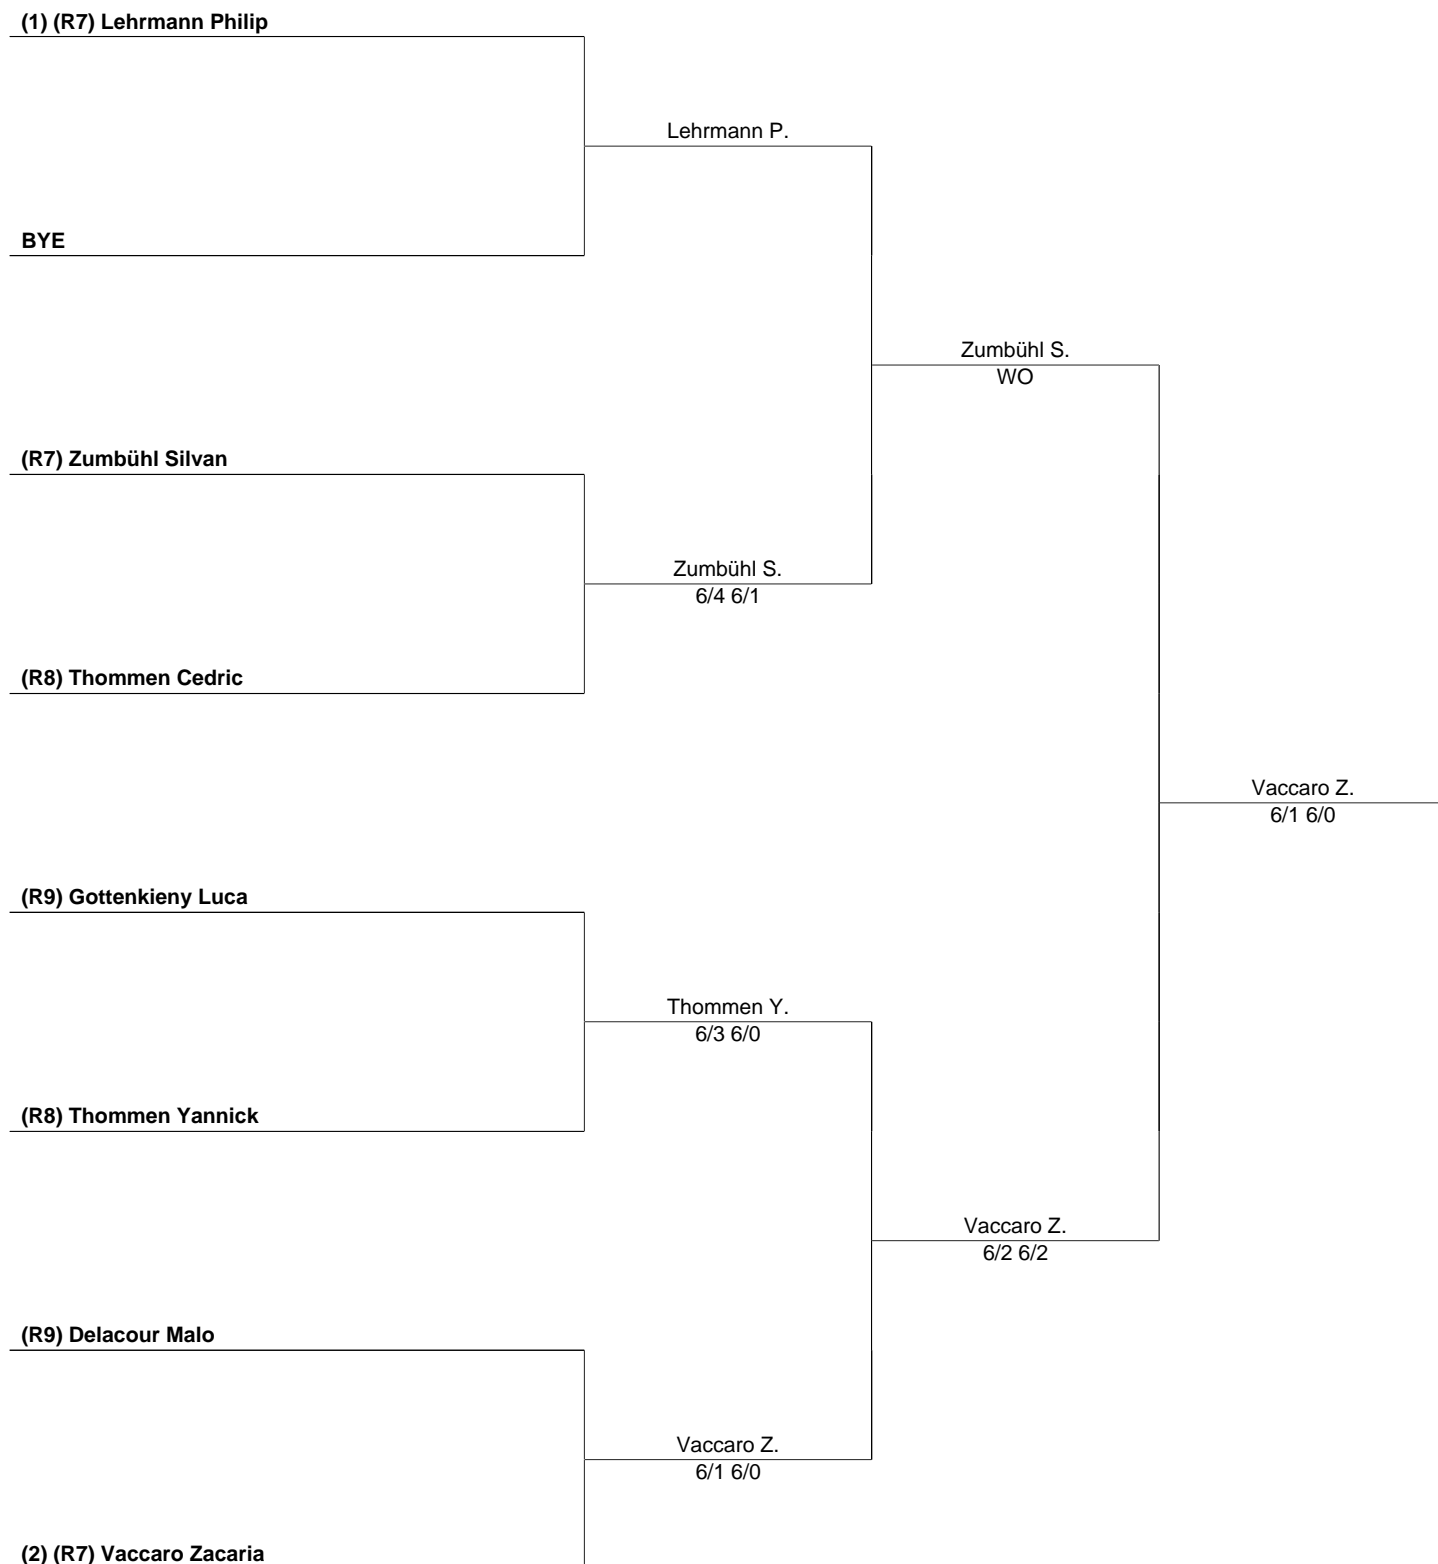 (1) (R7) Lehrmann Philip
Lehrmann P.
BYE
Zumbühl S.
WO
(R7) Zumbühl Silvan
Zumbühl S.
6/4 6/1
(R8) Thommen Cedric
Vaccaro Z.
6/1 6/0
(R9) Gottenkieny Luca
Thommen Y.
6/3 6/0
(R8) Thommen Yannick
Vaccaro Z.
6/2 6/2
(R9) Delacour Malo
Vaccaro Z.
6/1 6/0
(2) (R7) Vaccaro Zacaria